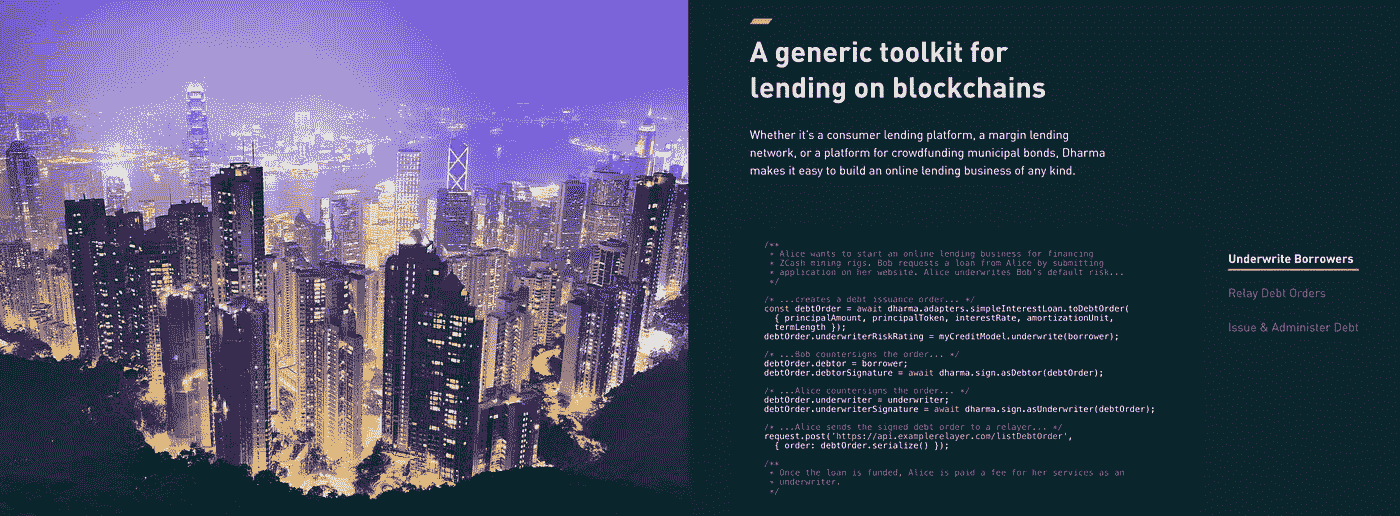 A generic toolkit for
lending on blockchains
Whether it's a consumer lending platform, a margin lending
network, or a platform for crowdfunding municipal bonds, Dharma
makes it easy to build an online lending business of any kind.
/**
* Alice wants to start an online lending business for financing
* ZCash mining rigs. Bob requests a loan from Alice by submitting
* application on her website. Alice underwrites Bob's default risk...
*/
/* ...creates a debt issuance order... */
const debtOrder = await dharma.adapters.simpleInterestLoan.toDebtOrder(
{ principalAmount, principalToken, interestRate, amortizationUnit,
termLength });
debtOrder.underwriterRiskRating = myCreditModel.underwrite(borrower);
/* ...Bob countersigns the order... */
debtOrder.debtor = borrower;
debtOrder.debtorSignature = await dharma.sign.asDebtor(debtOrder);
/* ...Alice countersigns the order... */
debtOrder.underwriter = underwriter;
debtOrder.underwriterSignature = await dharma.sign.asUnderwriter(debtOrder);
/* ...Alice sends the signed debt order to a relayer... */
request.post('https://api.examplerelayer.com/listDebtOrder',
{ order: debtOrder.serialize() });
/**
* Once the loan is funded, Alice is paid a fee for her services as an
* underwriter.
*/
Underwrite Borrowers
Relay Debt Orders
Issue & Administer Debt